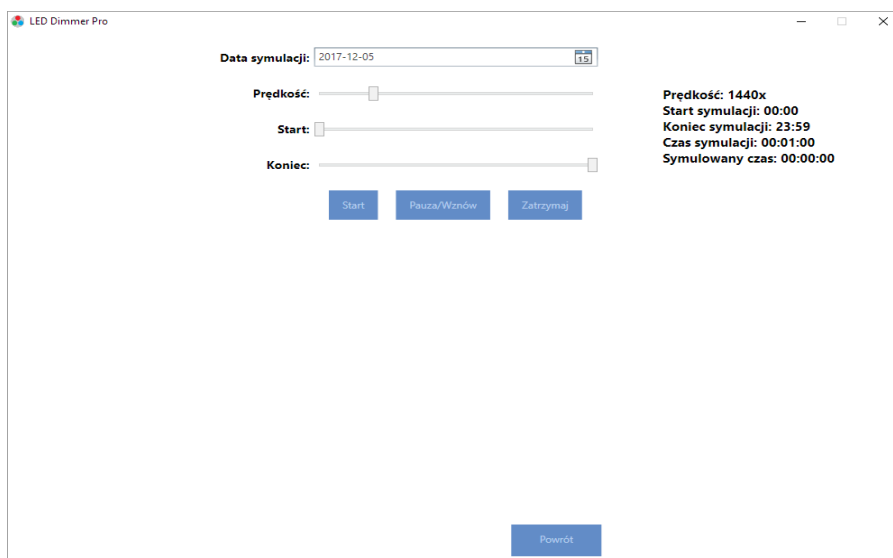 LED Dimmer Pro
Data symulacji: 2017-12-05 15
Prędkość:
Start:
Koniec:
Start Pauza/Wznów Zatrzymaj
Prędkość: 1440x
Start symulacji: 00:00
Koniec symulacji: 23:59
Czas symulacji: 00:01:00
Symulowany czas: 00:00:00
Powrót